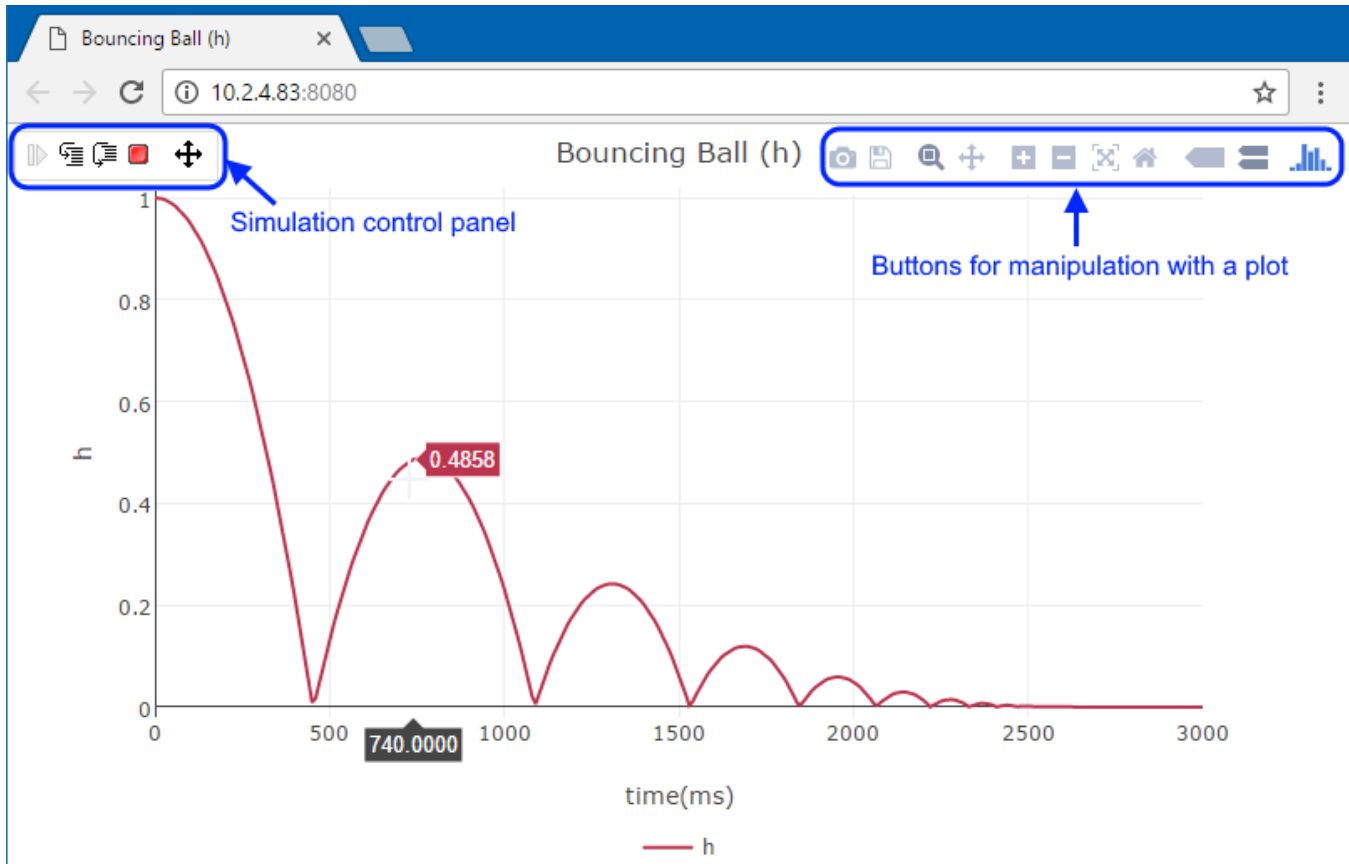 Bouncing Ball (h)
10.2.4.83:8080
Bouncing Ball (h)
Simulation control panel
Buttons for manipulation with a plot
1
0.8
0.6
0.4
0.2
0
h
0.4858
0
500
740.0000
1000
1500
2000
2500
3000
time(ms)
h